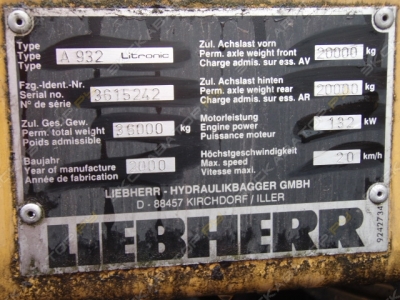 Type
Type
Type
A 932 Litronic
Fzg.-Ident.-Nr.
Serial no.
N° de série
3615242
Zul. Ges. Gew.
Perm. total weight
Poids admissible
36000 kg
Baujahr
Year of manufacture
Année de fabrication
2000
Zul. Achslast vorn
Perm. axle weight front
Charge admis. sur ess. AV
20000 kg
Zul. Achslast hinten
Perm. axle weight rear
Charge admis. sur ess. AR
20000 kg
Motorleistung
Engine power
Puissance moteur
132 kW
Höchstgeschwindigkeit
Max. speed
Vitesse maxi.
20 km/h
LIEBHERR - HYDRAULIKBAGGER GMBH
D - 88457 KIRCHDORF / ILLER
LIEBHERR
9242734